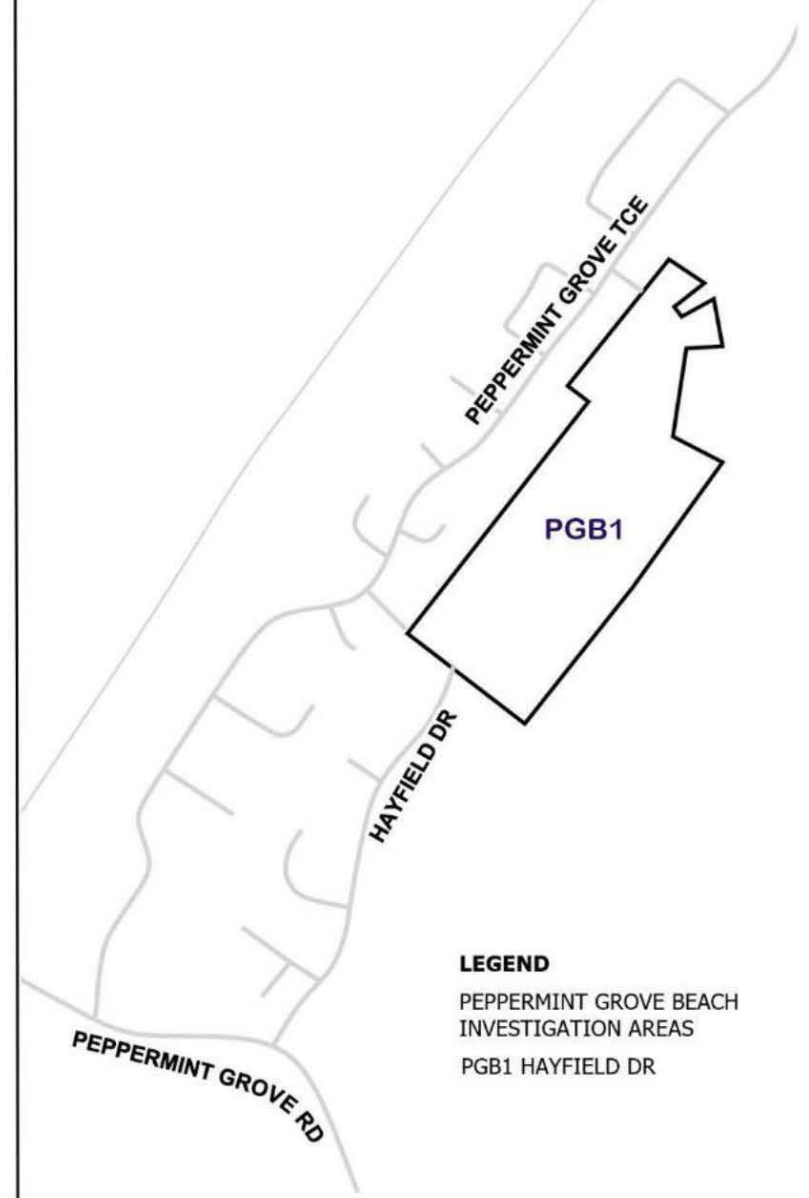 PEPPERMINT GROVE TCE
PGB1
HAYFIELD DR
LEGEND
PEPPERMINT GROVE BEACH
INVESTIGATION AREAS
PGB1 HAYFIELD DR
PEPPERMINT GROVE RD